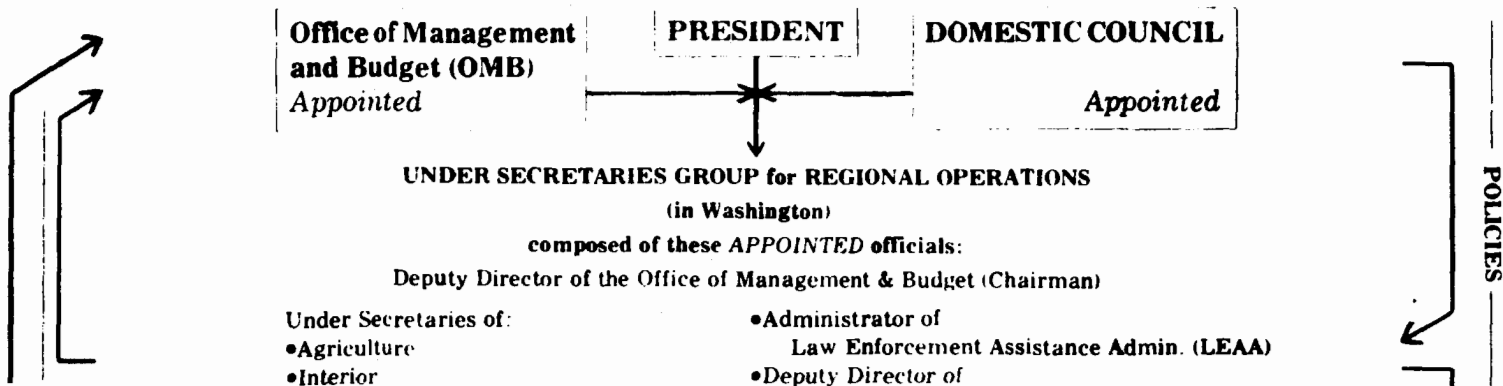 Office of Management
and Budget (OMB)
Appointed
PRESIDENT
DOMESTIC COUNCIL
Appointed
UNDER SECRETARIES GROUP for REGIONAL OPERATIONS
(in Washington)
composed of these APPOINTED officials:
Deputy Director of the Office of Management & Budget (Chairman)
Under Secretaries of:
•Agriculture
•Interior
•Administrator of
Law Enforcement Assistance Admin. (LEAA)
•Deputy Director of
POLICIES